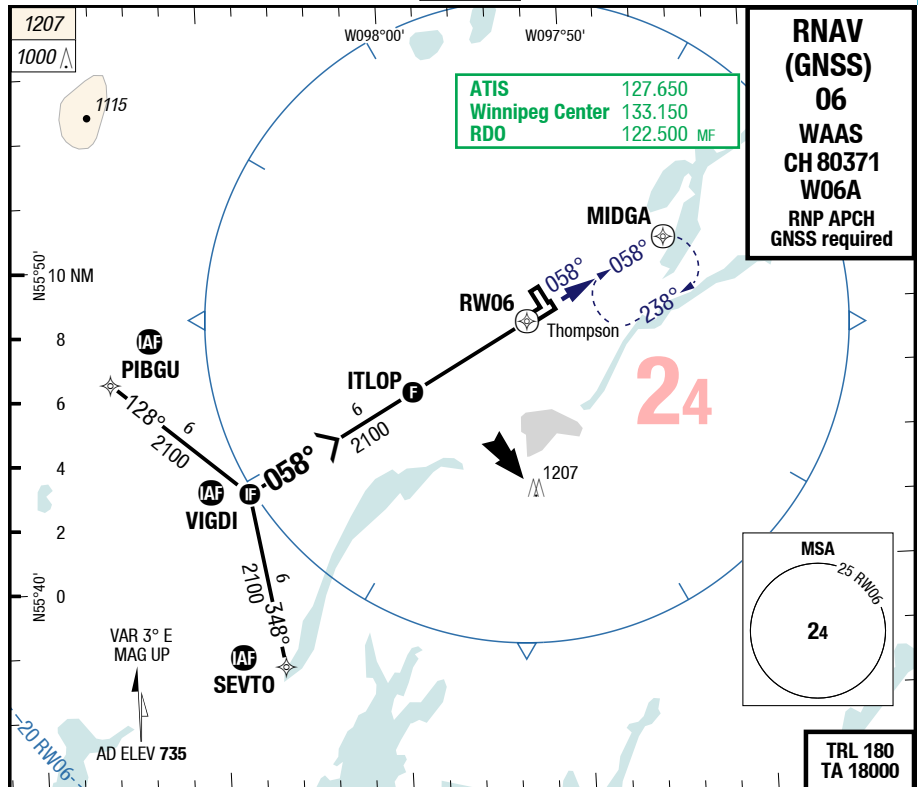 1207
1000
1115
W098°00'
W097°50'
ATIS 127.650
Winnipeg Center 133.150
RDO 122.500 MF
RNAV
(GNSS)
06
WAAS
CH 80371
W06A
RNP APCH
GNSS required
MIDGA
058°
058°
238°
RW06
Thompson
N55°50'
10 NM
8
6
4
2
0
N55°40'
IAF
PIBGU
128°
6
2100
ITLOP
F
6
2100
058°
IAF
IF
VIGDI
24
1207
6
2100
348°
IAF
SEVTO
MSA
25 RW06
24
VAR 3° E
MAG UP
AD ELEV 735
20 RW06
TRL 180
TA 18000